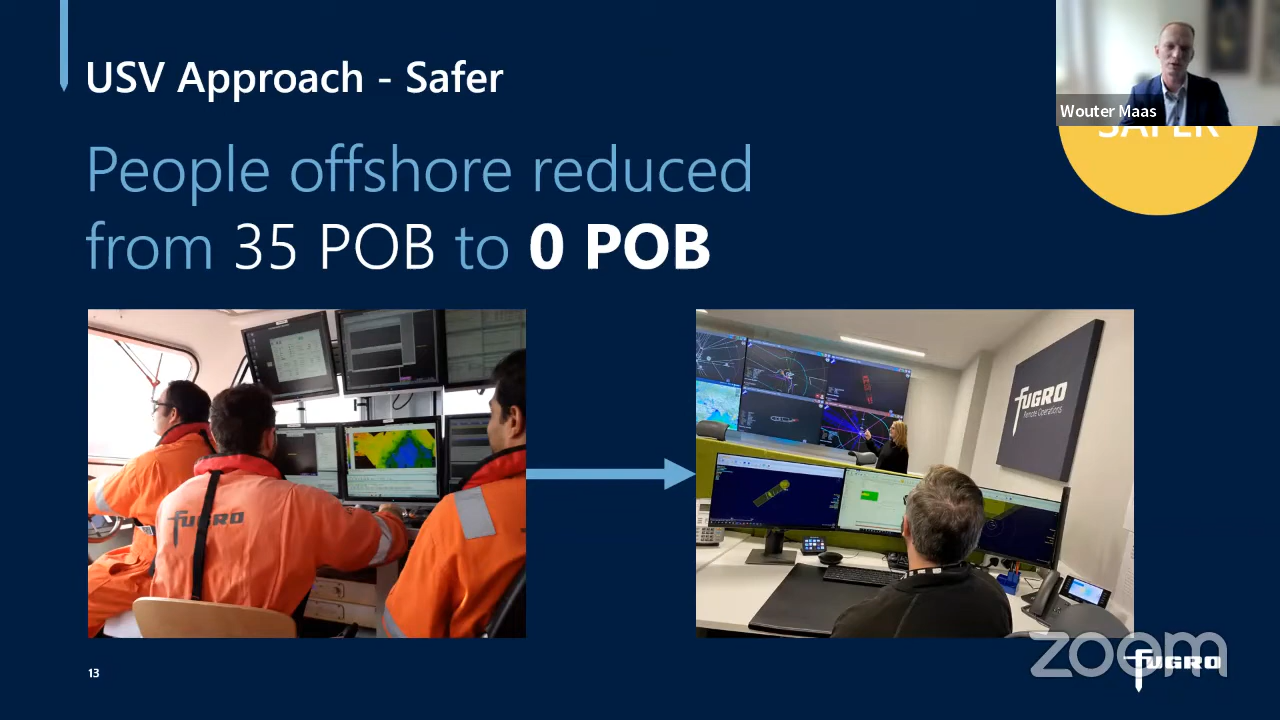 USV Approach - Safer
Wouter Maas
SAFER
People offshore reduced
from 35 POB to 0 POB
FUGRO
FUGRO
Remote Operations
13
zoom
FUGRO